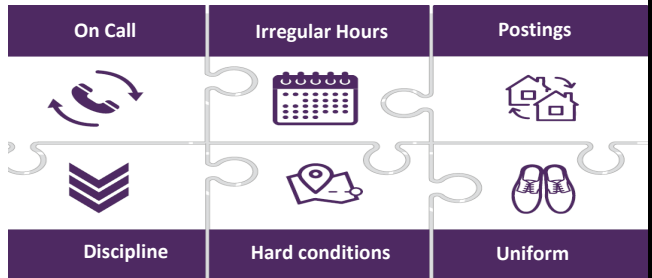 On Call
Irregular Hours
Postings
Discipline
Hard conditions
Uniform